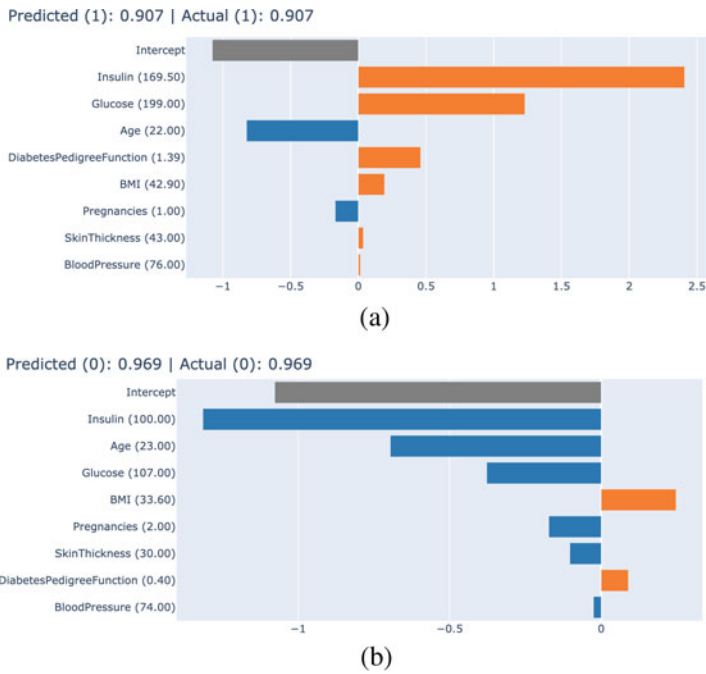 Predicted (1): 0.907 | Actual (1): 0.907
Intercept
Insulin (169.50)
Glucose (199.00)
Age (22.00)
DiabetesPedigreeFunction (1.39)
BMI (42.90)
Pregnancies (1.00)
SkinThickness (43.00)
BloodPressure (76.00)
−1 −0.5 0 0.5 1 1.5 2 2.5
(a)
Predicted (0): 0.969 | Actual (0): 0.969
Intercept
Insulin (100.00)
Age (23.00)
Glucose (107.00)
BMI (33.60)
Pregnancies (2.00)
SkinThickness (30.00)
DiabetesPedigreeFunction (0.40)
BloodPressure (74.00)
−1 −0.5 0
(b)